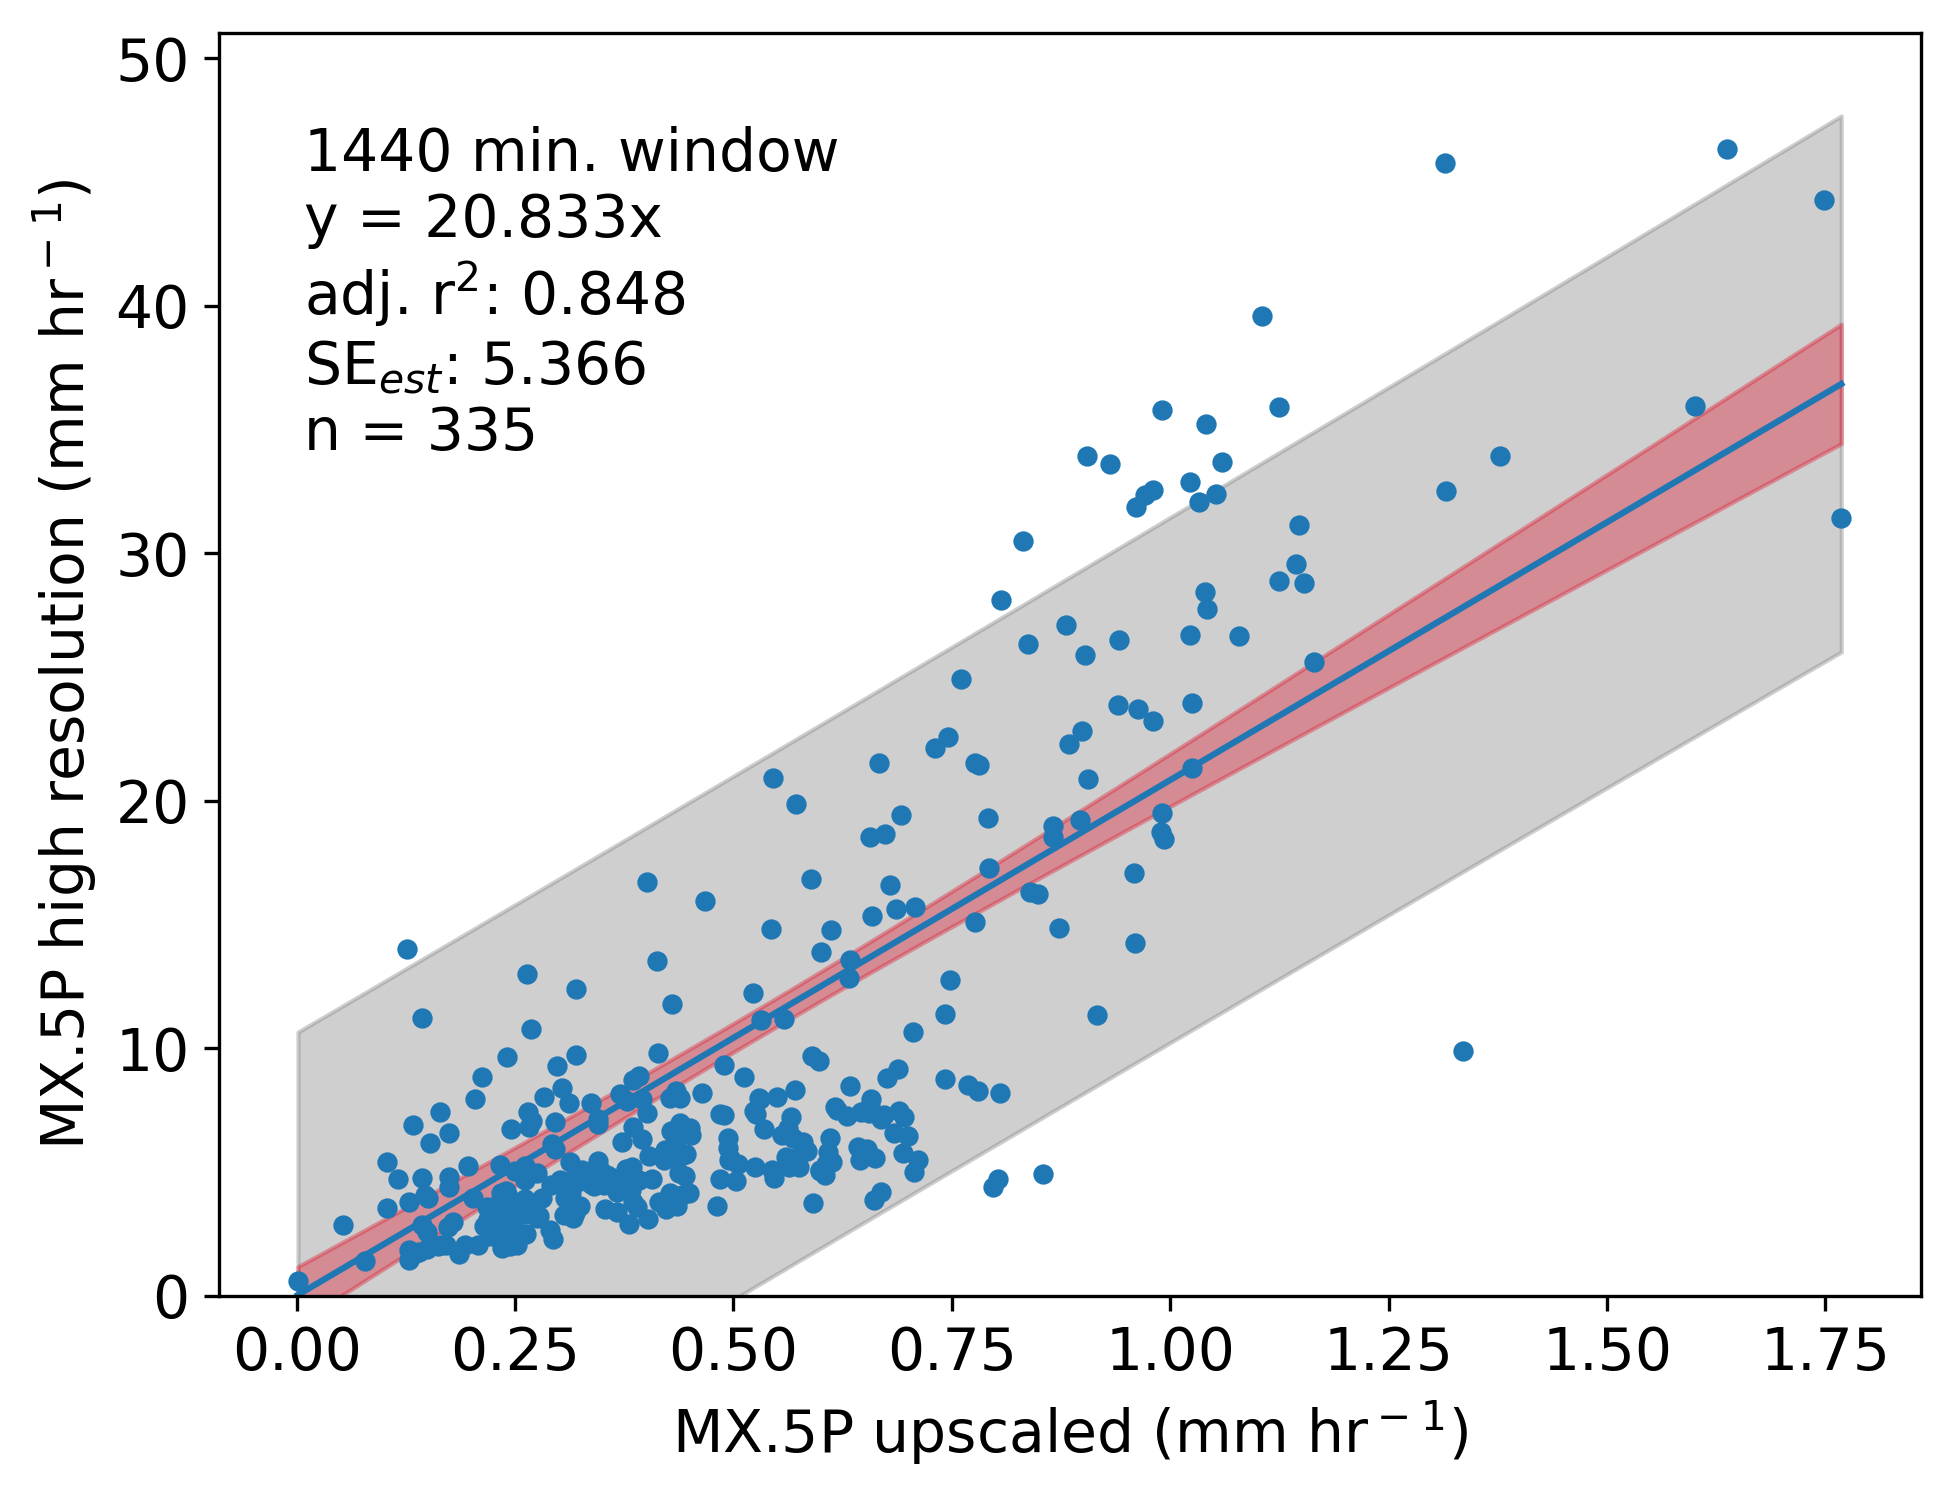 50
40
30
20
10
0
MX.5P high resolution (mm hr⁻¹)
1440 min. window
y = 20.833x
adj. r²: 0.848
SE_est: 5.366
n = 335
0.00 0.25 0.50 0.75 1.00 1.25 1.50 1.75
MX.5P upscaled (mm hr⁻¹)